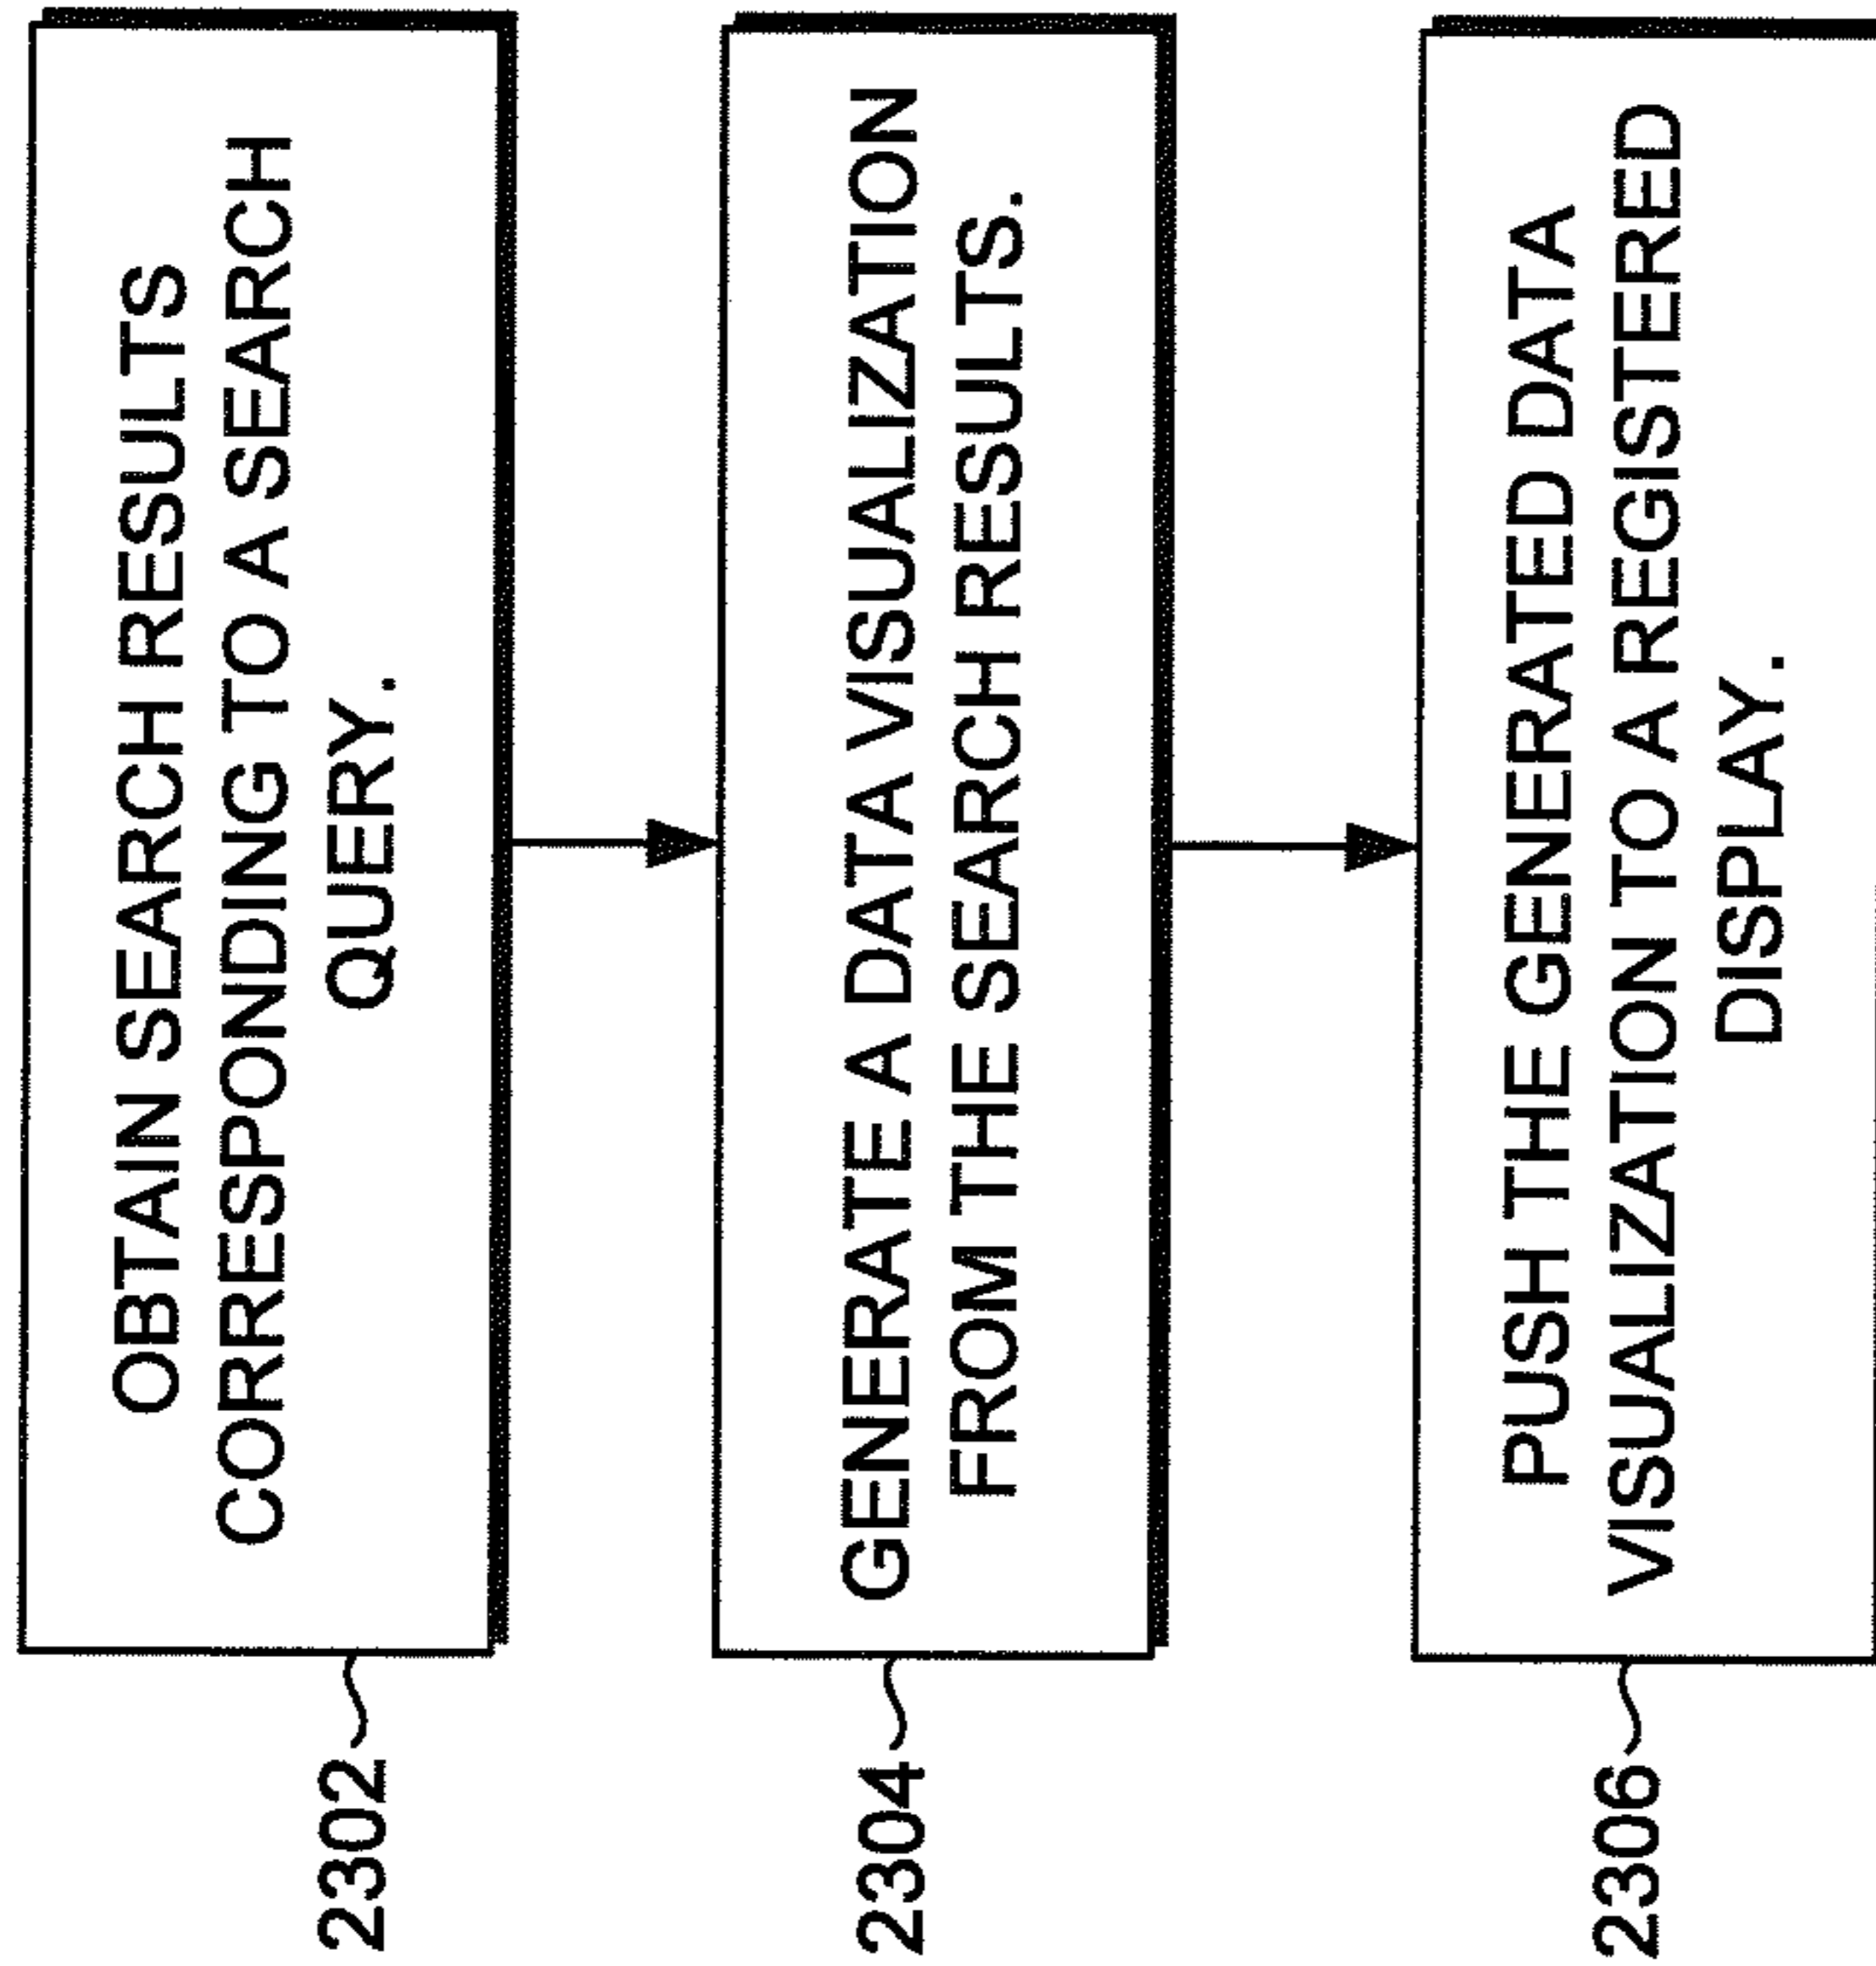 OBTAIN SEARCH RESULTS
CORRESPONDING TO A SEARCH
QUERY.
2302
GENERATE A DATA VISUALIZATION
FROM THE SEARCH RESULTS.
2304
PUSH THE GENERATED DATA
VISUALIZATION TO A REGISTERED
DISPLAY.
2306